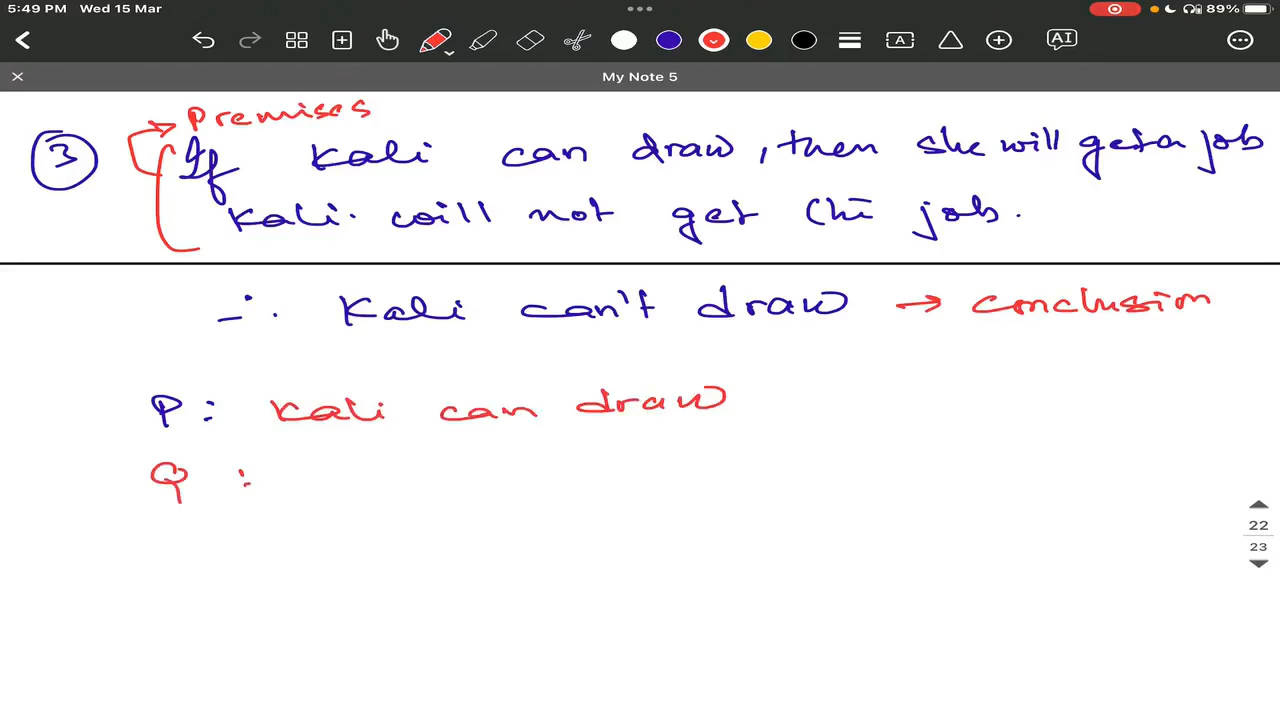 5:49 PM Wed 15 Mar
89%
A
AI
My Note 5
Premises
③ If Kali can draw, then she will get a job
Kali will not get the job.
∴ Kali can't draw → conclusion
P: Kali can draw
Q :
22
23